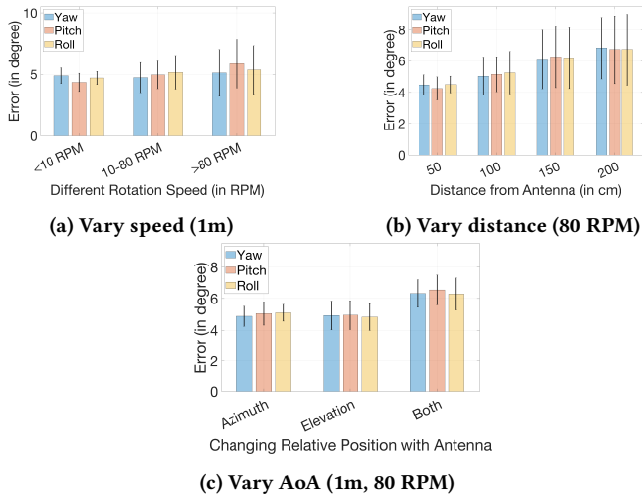 10
5
0
Error (in degree)
Yaw
Pitch
Roll
<10 RPM
10-80 RPM
>80 RPM
Different Rotation Speed (in RPM)
(a) Vary speed (1m)
8
6
4
2
0
Error (in degree)
Yaw
Pitch
Roll
50
100
150
200
Distance from Antenna (in cm)
(b) Vary distance (80 RPM)
8
6
4
2
0
Error (in degree)
Yaw
Pitch
Roll
Azimuth
Elevation
Both
Changing Relative Position with Antenna
(c) Vary AoA (1m, 80 RPM)